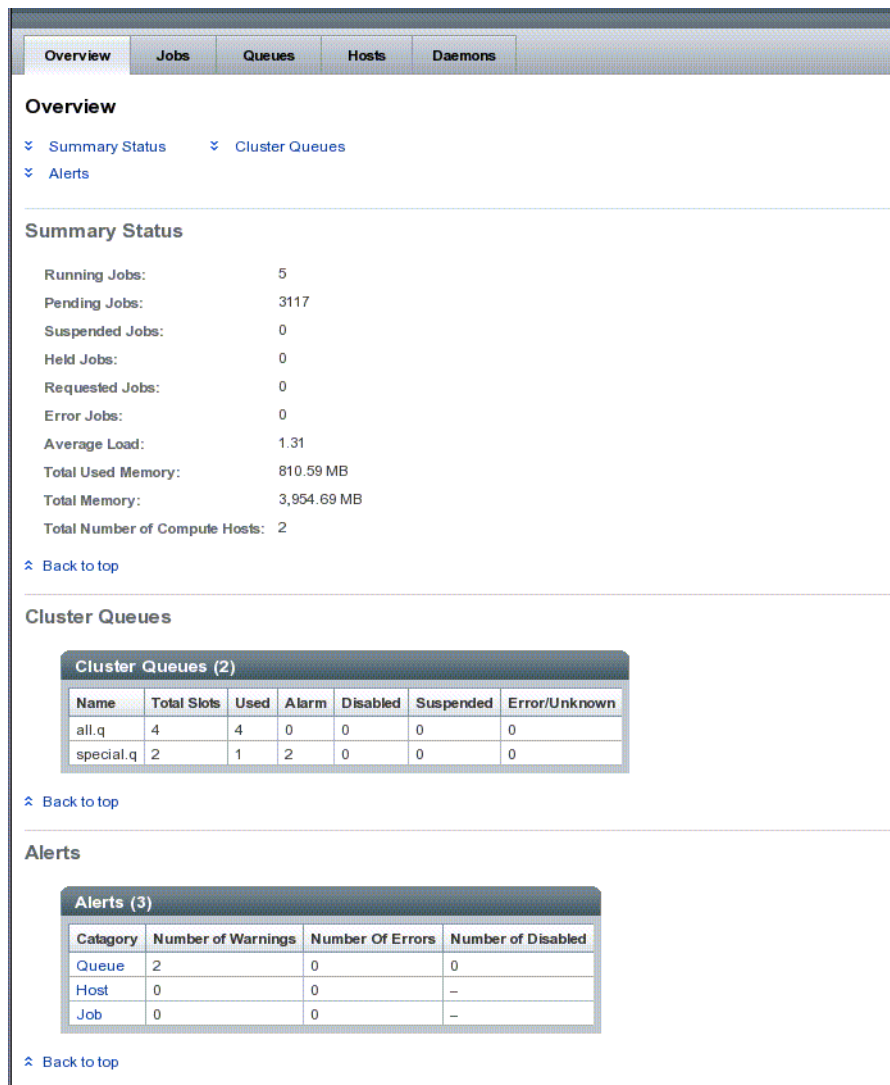 Overview Jobs Queues Hosts Daemons
Overview
Summary Status Cluster Queues
Alerts
Summary Status
Running Jobs: 5
Pending Jobs: 3117
Suspended Jobs: 0
Held Jobs: 0
Requested Jobs: 0
Error Jobs: 0
Average Load: 1.31
Total Used Memory: 810.59 MB
Total Memory: 3,954.69 MB
Total Number of Compute Hosts: 2
Back to top
Cluster Queues
Cluster Queues (2)
Name Total Slots Used Alarm Disabled Suspended Error/Unknown
all.q 4 4 0 0 0 0
special.q 2 1 2 0 0 0
Back to top
Alerts
Alerts (3)
Catagory Number of Warnings Number Of Errors Number of Disabled
Queue 2 0 0
Host 0 0 –
Job 0 0 –
Back to top